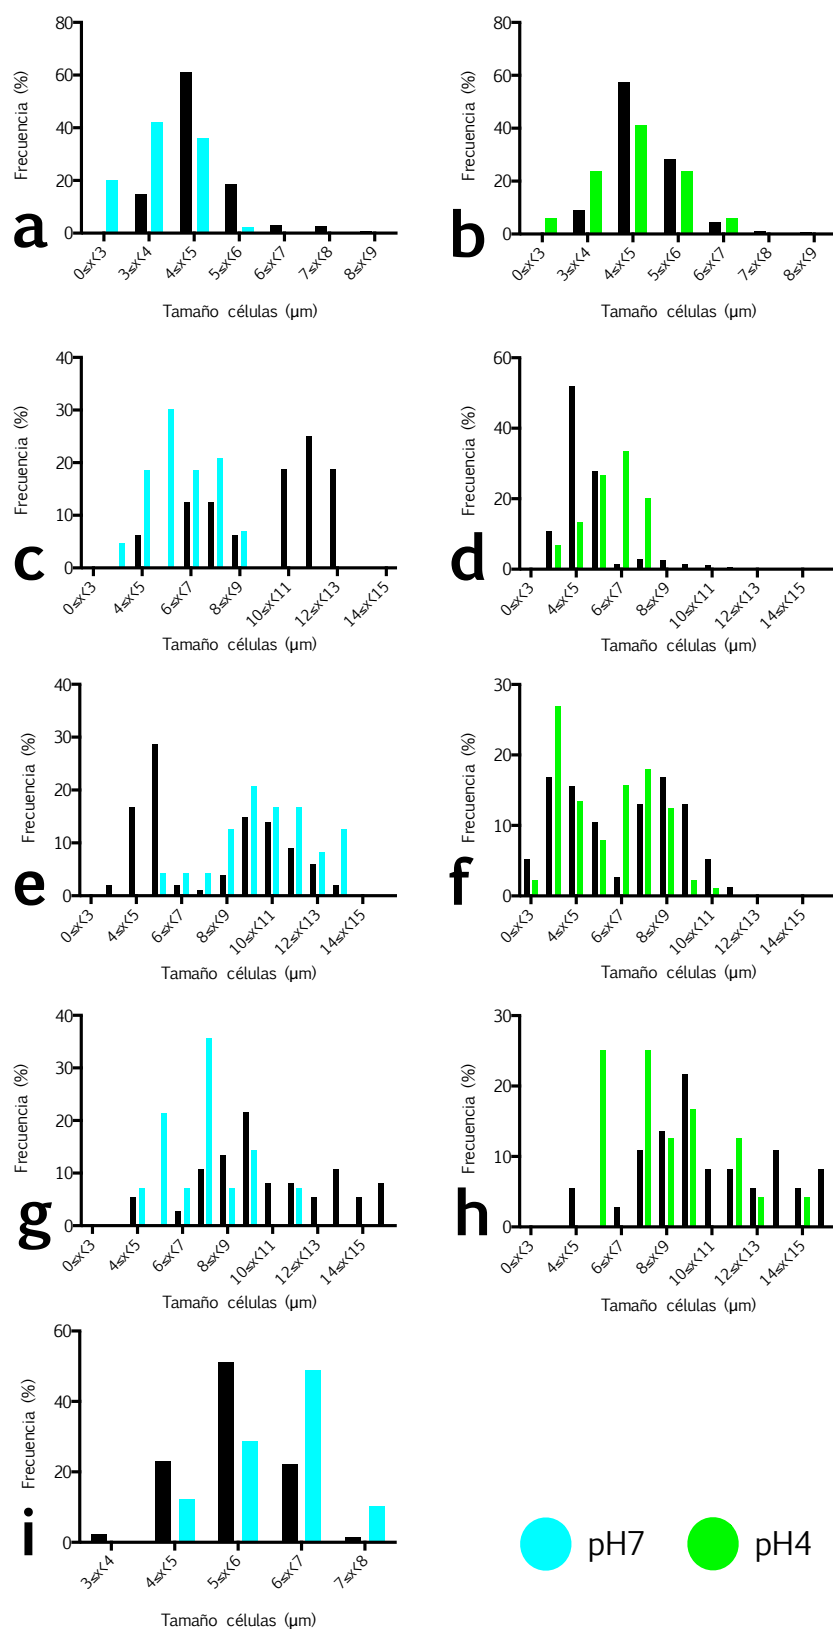 80
60
40
20
0
Frecuencia (%)
a
0≤x<3
3≤x<4
4≤x<5
5≤x<6
6≤x<7
7≤x<8
8≤x<9
Tamaño células (µm)
80
60
40
20
0
Frecuencia (%)
b
0≤x<3
3≤x<4
4≤x<5
5≤x<6
6≤x<7
7≤x<8
8≤x<9
Tamaño células (µm)
40
30
20
10
0
Frecuencia (%)
c
0≤x<3
4≤x<5
6≤x<7
8≤x<9
10≤x<11
12≤x<13
14≤x<15
Tamaño células (µm)
60
40
20
0
Frecuencia (%)
d
0≤x<3
4≤x<5
6≤x<7
8≤x<9
10≤x<11
12≤x<13
14≤x<15
Tamaño células (µm)
40
30
20
10
0
Frecuencia (%)
e
0≤x<3
4≤x<5
6≤x<7
8≤x<9
10≤x<11
12≤x<13
14≤x<15
Tamaño células (µm)
30
20
10
0
Frecuencia (%)
f
0≤x<3
4≤x<5
6≤x<7
8≤x<9
10≤x<11
12≤x<13
14≤x<15
Tamaño células (µm)
40
30
20
10
0
Frecuencia (%)
g
0≤x<3
4≤x<5
6≤x<7
8≤x<9
10≤x<11
12≤x<13
14≤x<15
Tamaño células (µm)
30
20
10
0
Frecuencia (%)
h
0≤x<3
4≤x<5
6≤x<7
8≤x<9
10≤x<11
12≤x<13
14≤x<15
Tamaño células (µm)
60
40
20
0
Frecuencia (%)
i
3≤x<4
4≤x<5
5≤x<6
6≤x<7
7≤x<8
Tamaño células (µm)
pH7
pH4